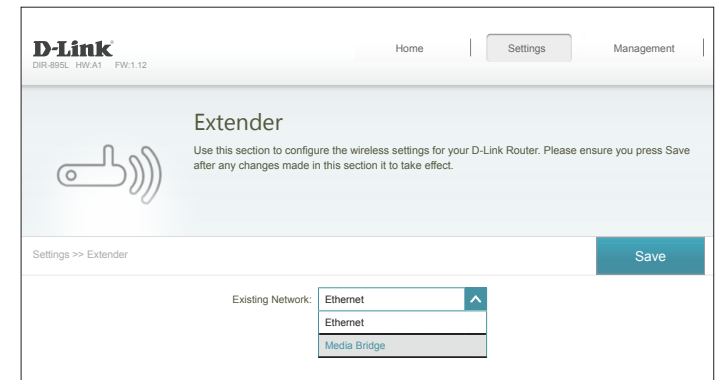 D-Link
Home
Settings
Management
DIR-895L HW:A1 FW:1.12
Extender
Use this section to configure the wireless settings for your D-Link Router. Please ensure you press Save
after any changes made in this section it to take effect.
Settings >> Extender
Save
Existing Network: Ethernet
Ethernet
Media Bridge